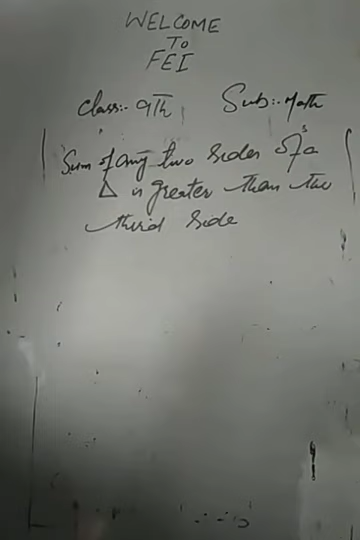 WELCOME
To
FEI
Class:- 9Th Sub:- Math
Sum of any two sides of a
Δ is greater than the
third side